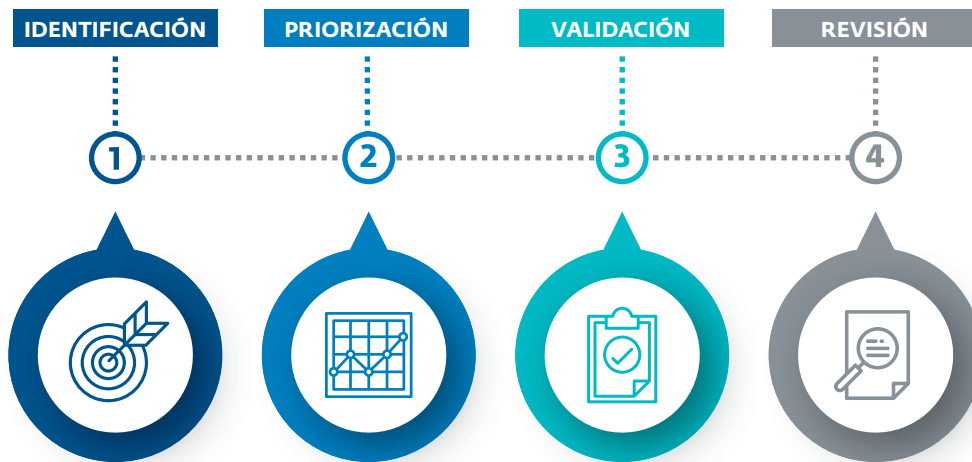 IDENTIFICACIÓN
PRIORIZACIÓN
VALIDACIÓN
REVISIÓN
1
2
3
4